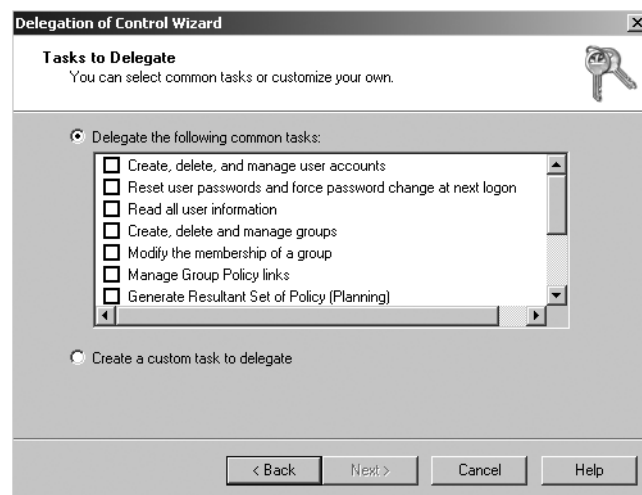 Delegation of Control Wizard
Tasks to Delegate
You can select common tasks or customize your own.
Delegate the following common tasks:
Create, delete, and manage user accounts
Reset user passwords and force password change at next logon
Read all user information
Create, delete and manage groups
Modify the membership of a group
Manage Group Policy links
Generate Resultant Set of Policy (Planning)
Create a custom task to delegate
< Back Next > Cancel Help